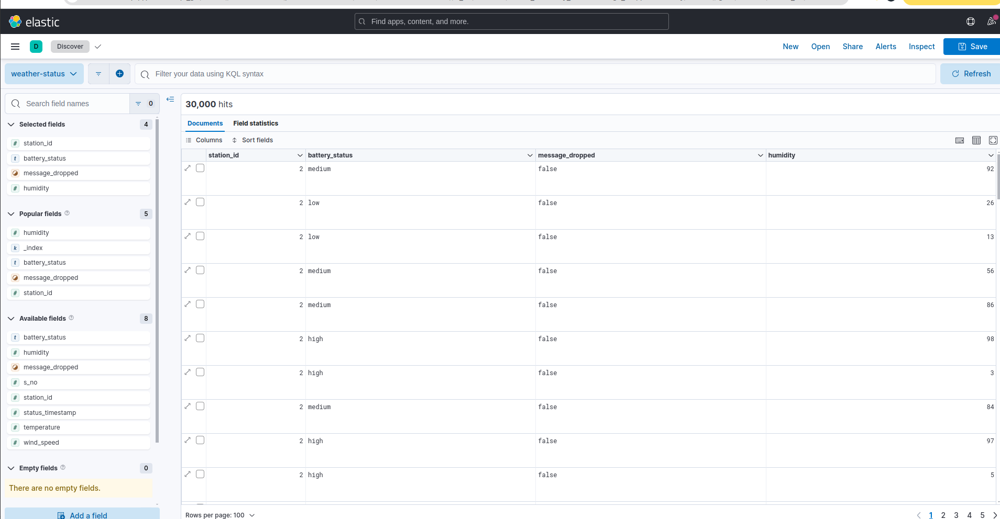 elastic
Find apps, content, and more.
D
Discover
New
Open
Share
Alerts
Inspect
Save
weather-status
Filter your data using KQL syntax
Refresh
Search field names
0
30,000 hits
Selected fields
4
Documents
Field statistics
Columns
Sort fields
# station_id
t battery_status
message_dropped
# humidity
Popular fields
5
# humidity
k _index
t battery_status
message_dropped
# station_id
Available fields
8
t battery_status
# humidity
message_dropped
# s_no
# station_id
# status_timestamp
# temperature
# wind_speed
Empty fields
0
There are no empty fields.
Add a field
station_id battery_status message_dropped humidity
2 medium false 92
2 low false 26
2 low false 13
2 medium false 56
2 medium false 86
2 high false 98
2 high false 3
2 medium false 84
2 high false 97
2 high false 5
Rows per page: 100
1 2 3 4 5